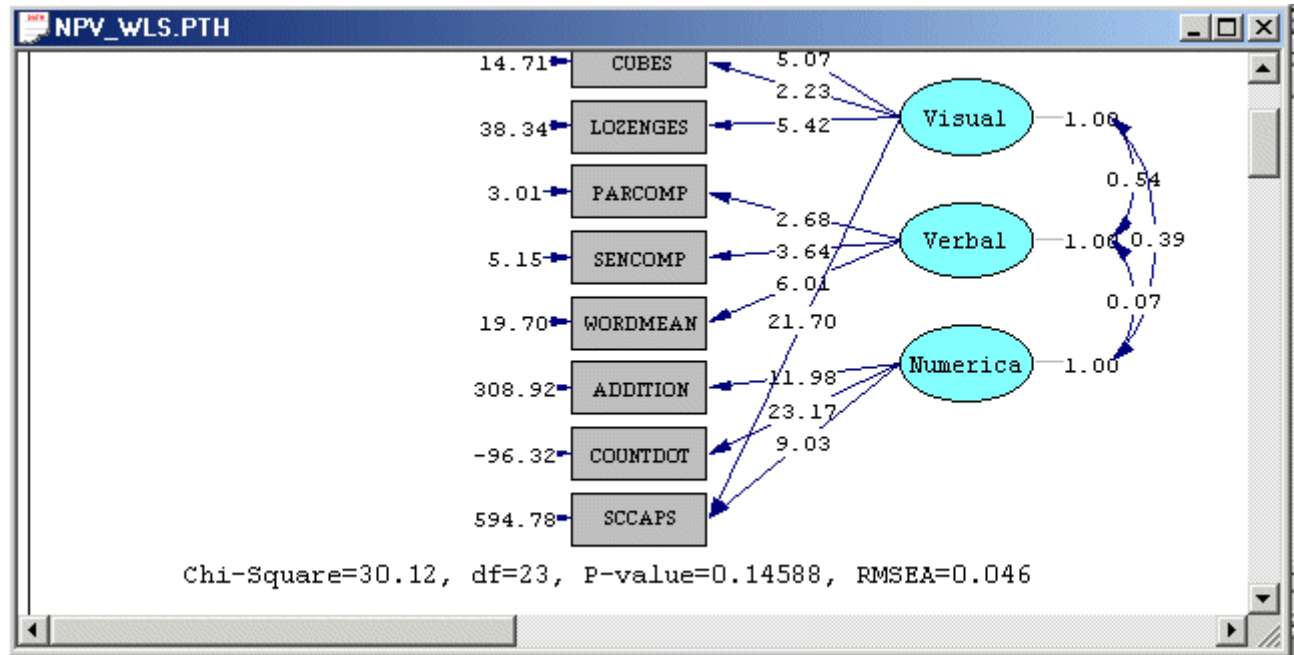 NPV_WLS.PTH
14.71 CUBES 5.07
2.23 Visual 1.00
38.34 LOZENGES 5.42
0.54
3.01 PARCOMP 2.68
Verbal 1.00 0.39
5.15 SENCOMP 3.64
6.01
0.07
19.70 WORDMEAN 21.70
Numerica 1.00
308.92 ADDITION 11.98
23.17
-96.32 COUNTDOT 9.03
594.78 SCCAPS
Chi-Square=30.12, df=23, P-value=0.14588, RMSEA=0.046